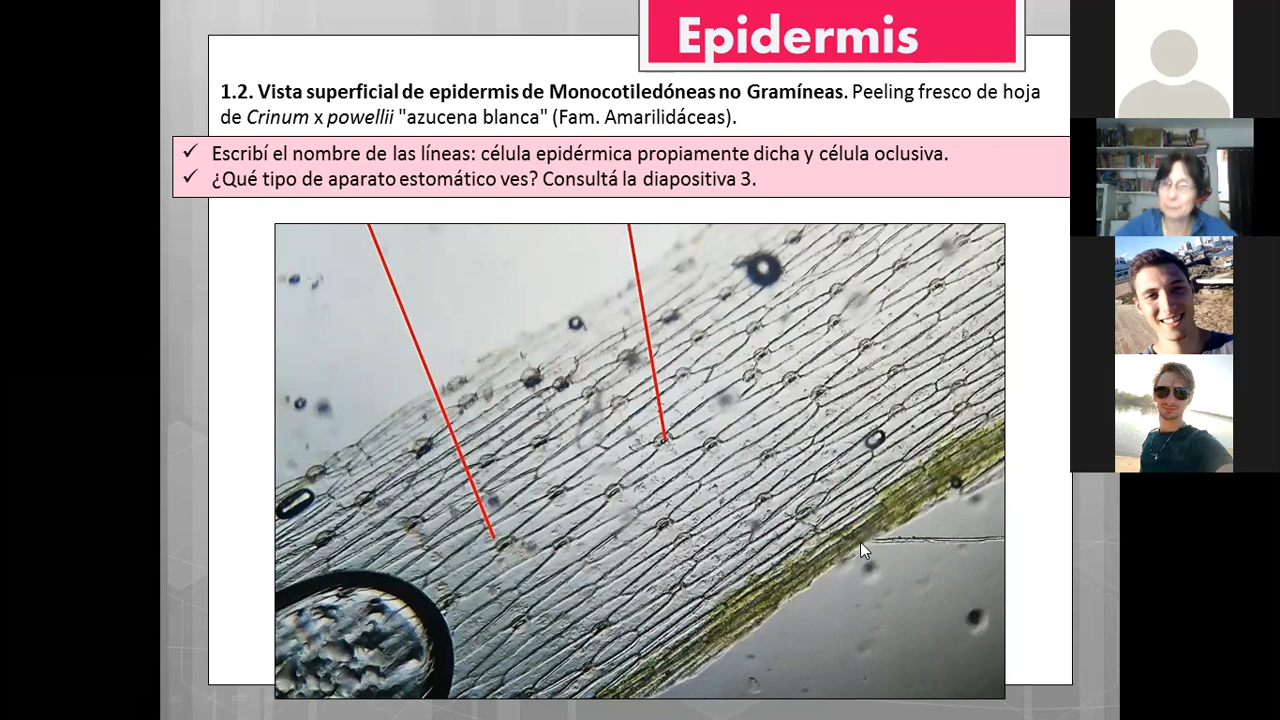 Epidermis
1.2. Vista superficial de epidermis de Monocotiledóneas no Gramíneas. Peeling fresco de hoja
de Crinum x powellii "azucena blanca" (Fam. Amarilidáceas).
✓ Escribí el nombre de las líneas: célula epidérmica propiamente dicha y célula oclusiva.
✓ ¿Qué tipo de aparato estomático ves? Consultá la diapositiva 3.